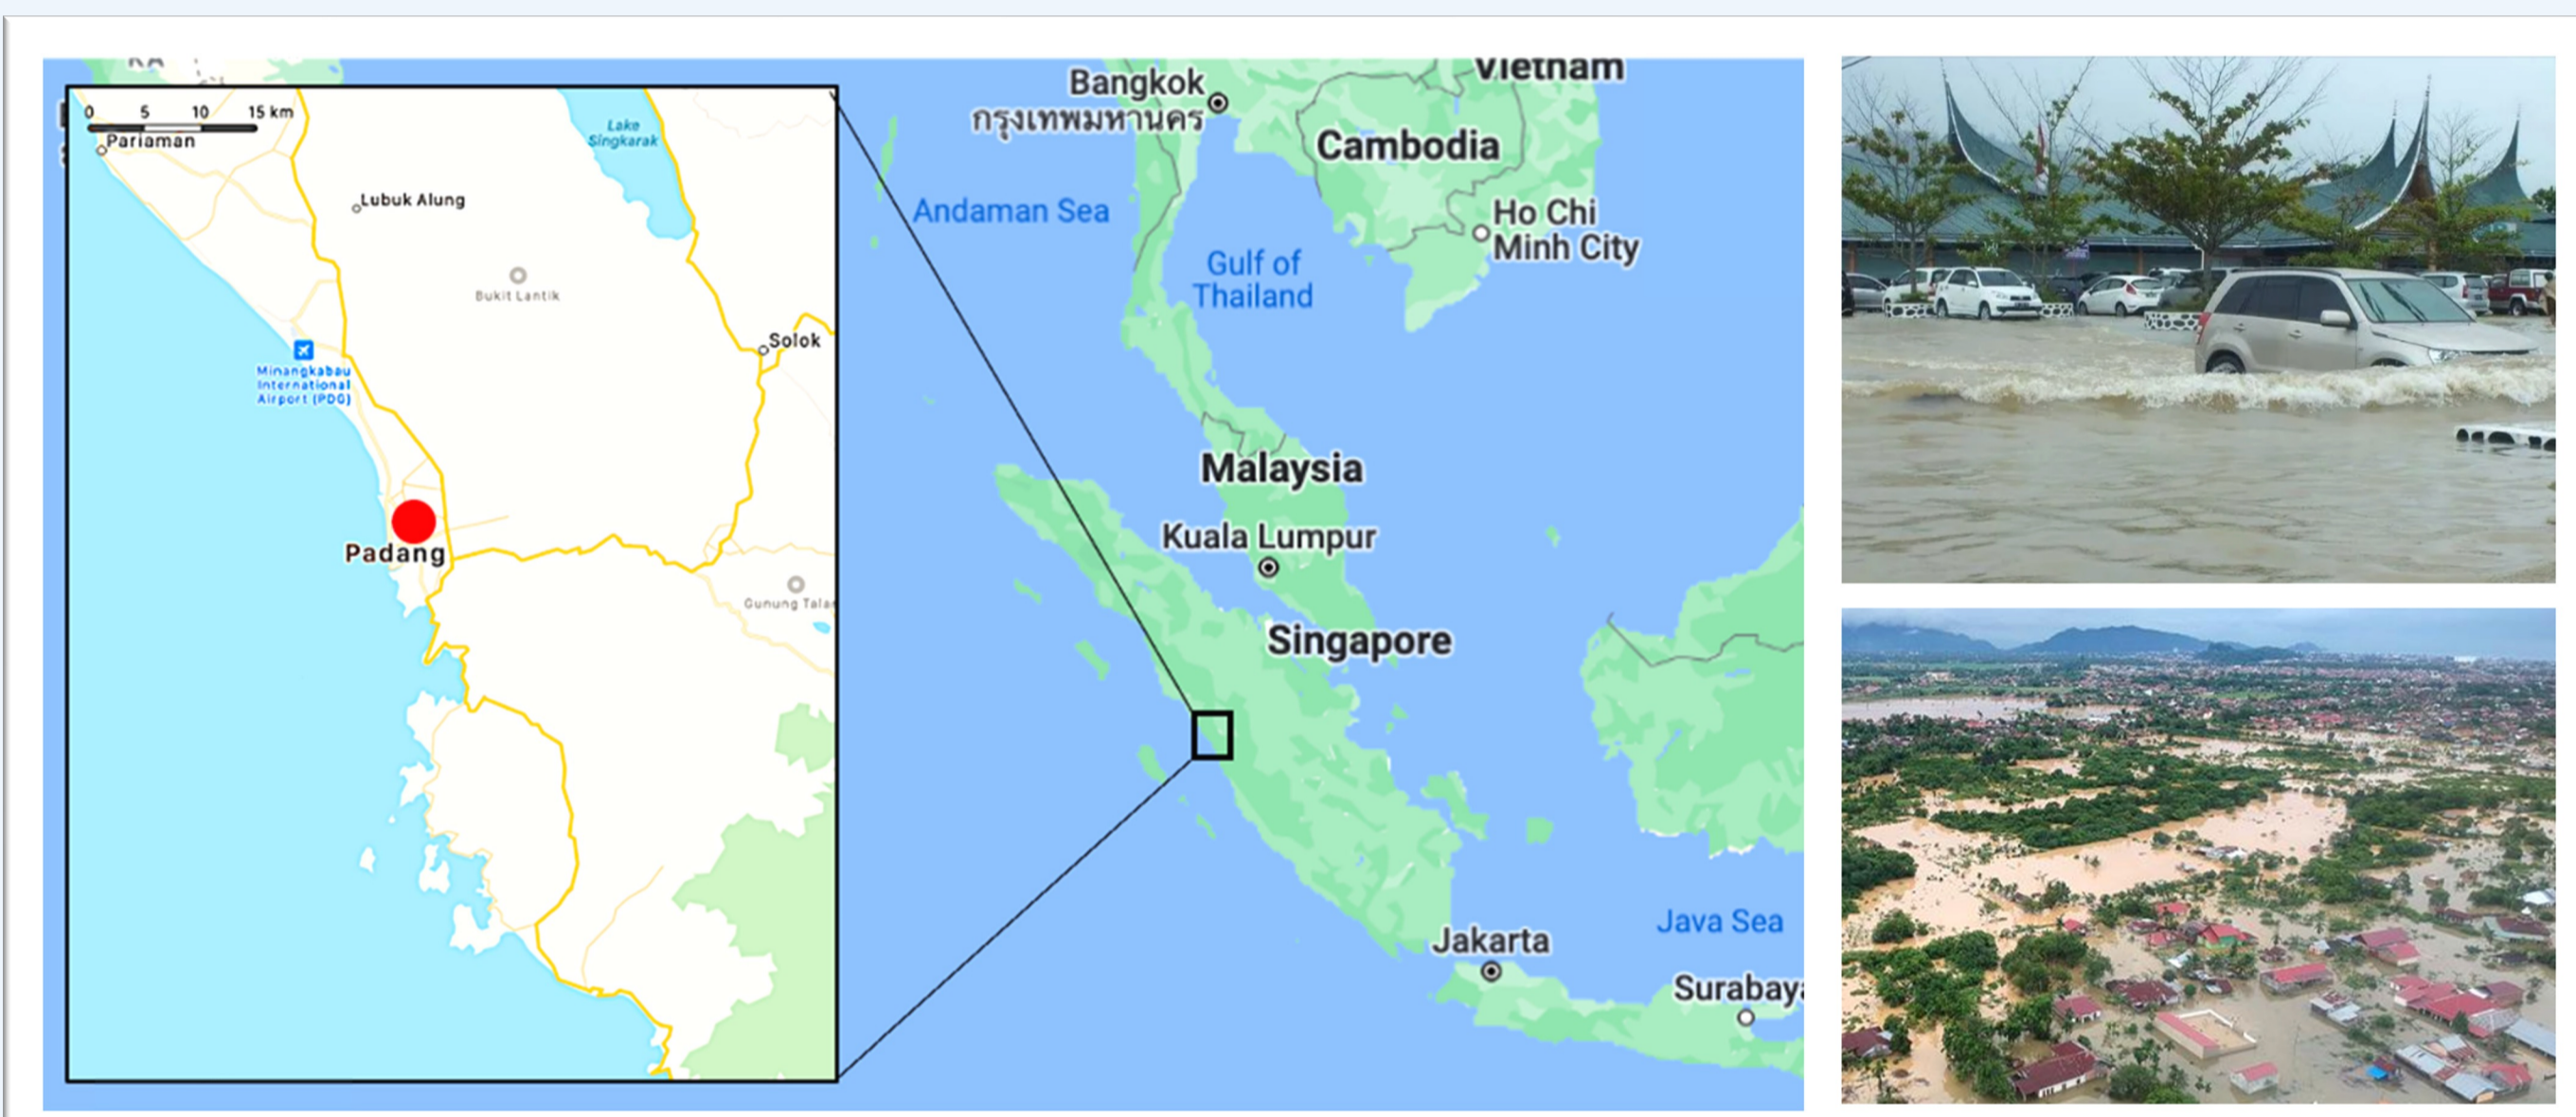 0 5 10 15 km
Pariaman
Lake
Singkarak
Lubuk Alung
Bukit Lantik
Solok
Minangkabau
International
Airport (PDG)
Padang
Gunung Tala
Vietnam
Bangkok
กรุงเทพมหานคร
Cambodia
Andaman Sea
Ho Chi
Minh City
Gulf of
Thailand
Malaysia
Kuala Lumpur
Singapore
Java Sea
Jakarta
Surabaya